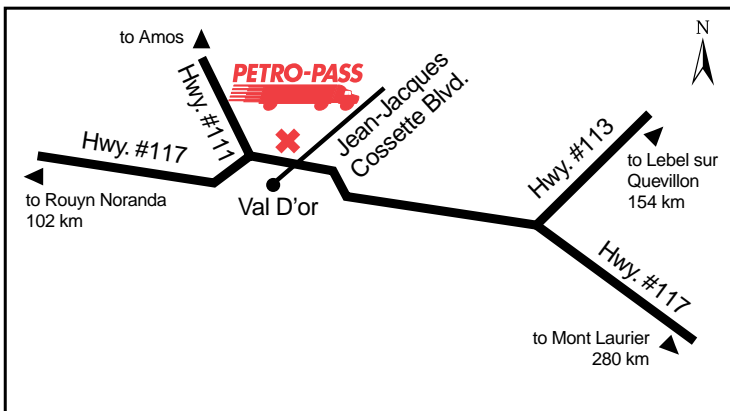 to Amos
N
PETRO-PASS
Hwy. #111
Jean-Jacques
Cossette Blvd.
Hwy. #117
Hwy. #113
to Rouyn Noranda
102 km
Val D'or
to Lebel sur
Quevillon
154 km
Hwy. #117
to Mont Laurier
280 km